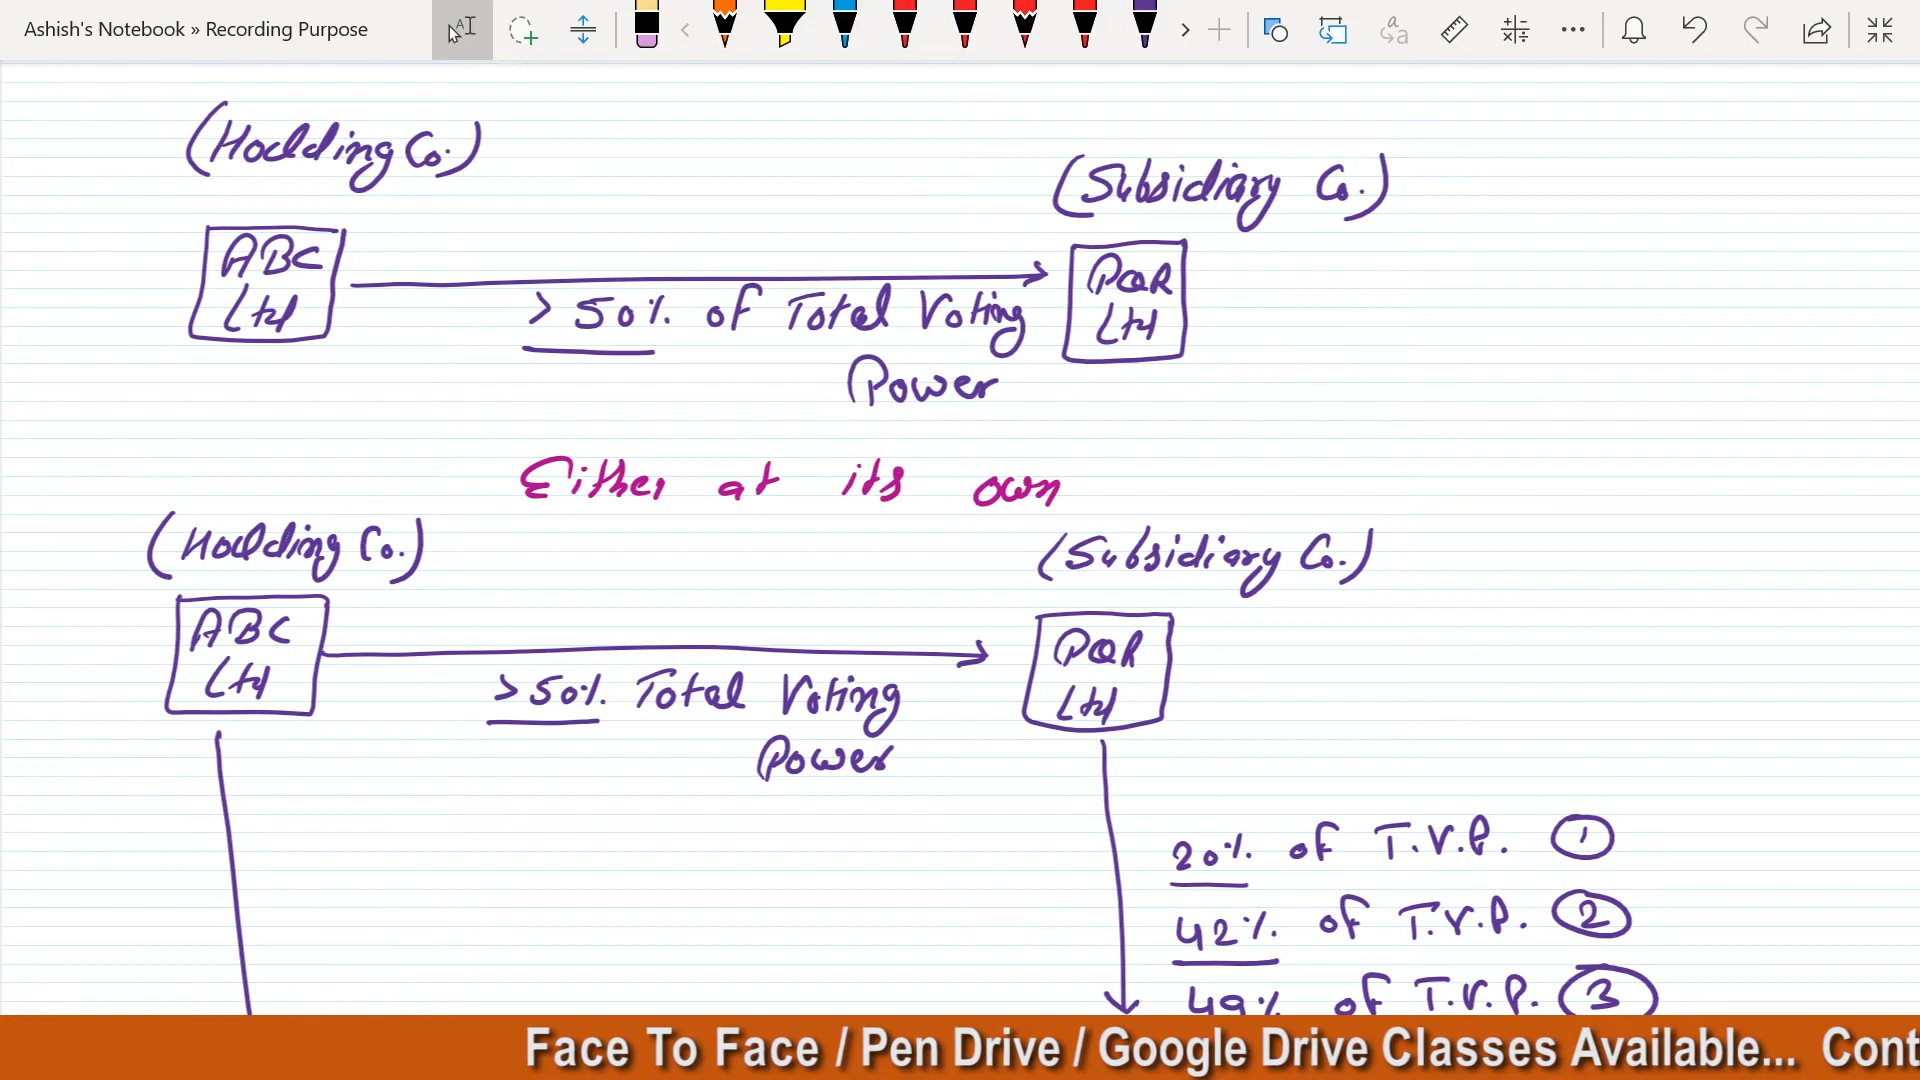 Ashish's Notebook » Recording Purpose
(Hodding Co.)
(Subsidiary Co.)
ABC
Ltd
PQR
Ltd
> 50% of Total Voting
Power
Either at its own
(Holding Co.)
(Subsidiary Co.)
ABC
Ltd
PQR
Ltd
>50% Total Voting
Power
20% of T.V.P. 1
42% of T.V.P. 2
49% of T.V.P. 3
Face To Face / Pen Drive / Google Drive Classes Available... Cont